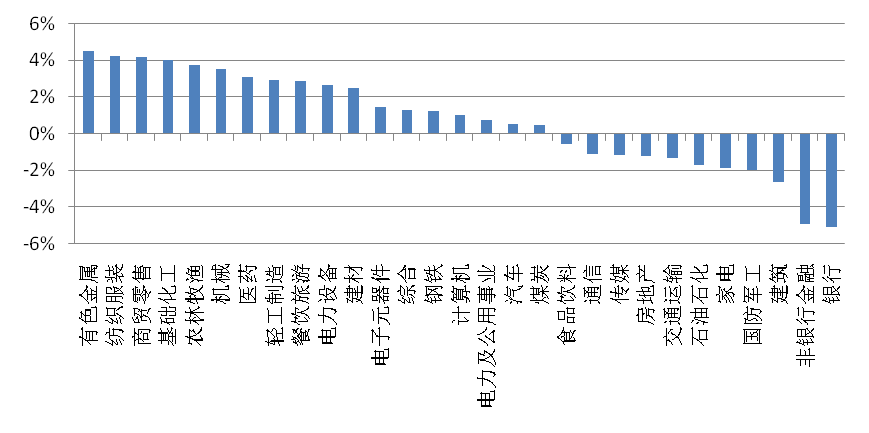 6%
4%
2%
0%
-2%
-4%
-6%
有色金属
纺织服装
商贸零售
基础化工
农林牧渔
机械
医药
轻工制造
餐饮旅游
电力设备
建材
电子元器件
综合
钢铁
计算机
电力及公用事业
汽车
煤炭
食品饮料
通信
传媒
房地产
交通运输
石油石化
家电
国防军工
建筑
非银行金融
银行